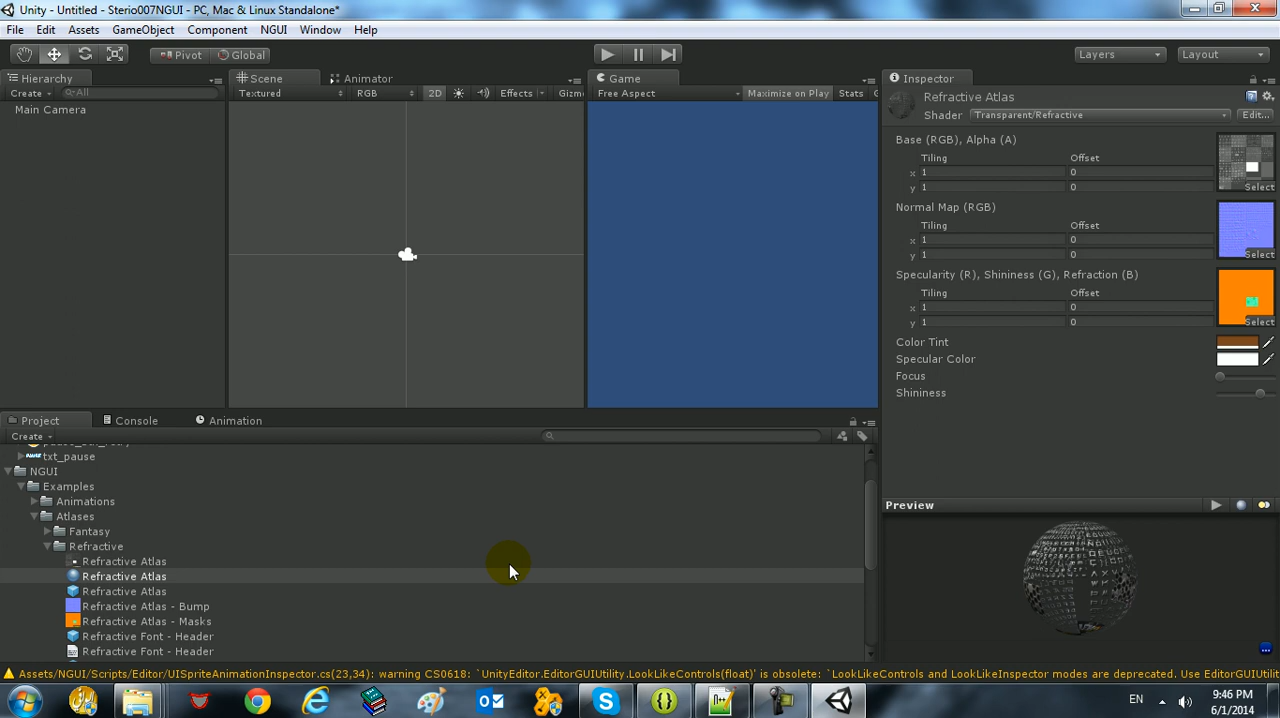 Unity - Untitled - Sterio007NGUI - PC, Mac & Linux Standalone*
File Edit Assets GameObject Component NGUI Window Help
Pivot Global Layers Layout
Hierarchy Scene Animator Game Inspector
Create All Textured RGB 2D Effects Gizm Free Aspect Maximize on Play Stats G
Main Camera
Refractive Atlas
Shader Transparent/Refractive Edit...
Base (RGB), Alpha (A)
Tiling Offset
x 1 0
y 1 0
Select
Normal Map (RGB)
Tiling Offset
x 1 0
y 1 0
Select
Specularity (R), Shininess (G), Refraction (B)
Tiling Offset
x 1 0
y 1 0
Select
Color Tint
Specular Color
Focus
Shininess
Project Console Animation
Create
txt_pause
NGUI
Examples
Animations
Atlases
Fantasy
Refractive
Refractive Atlas
Refractive Atlas
Refractive Atlas
Refractive Atlas - Bump
Refractive Atlas - Masks
Refractive Font - Header
Refractive Font - Header
Preview
Assets/NGUI/Scripts/Editor/UISpriteAnimationInspector.cs(23,34): warning CS0618: `UnityEditor.EditorGUIUtility.LookLikeControls(float)' is obsolete: `LookLikeControls and LookLikeInspector modes are deprecated. Use EditorGUI
EN 9:46 PM
6/1/2014